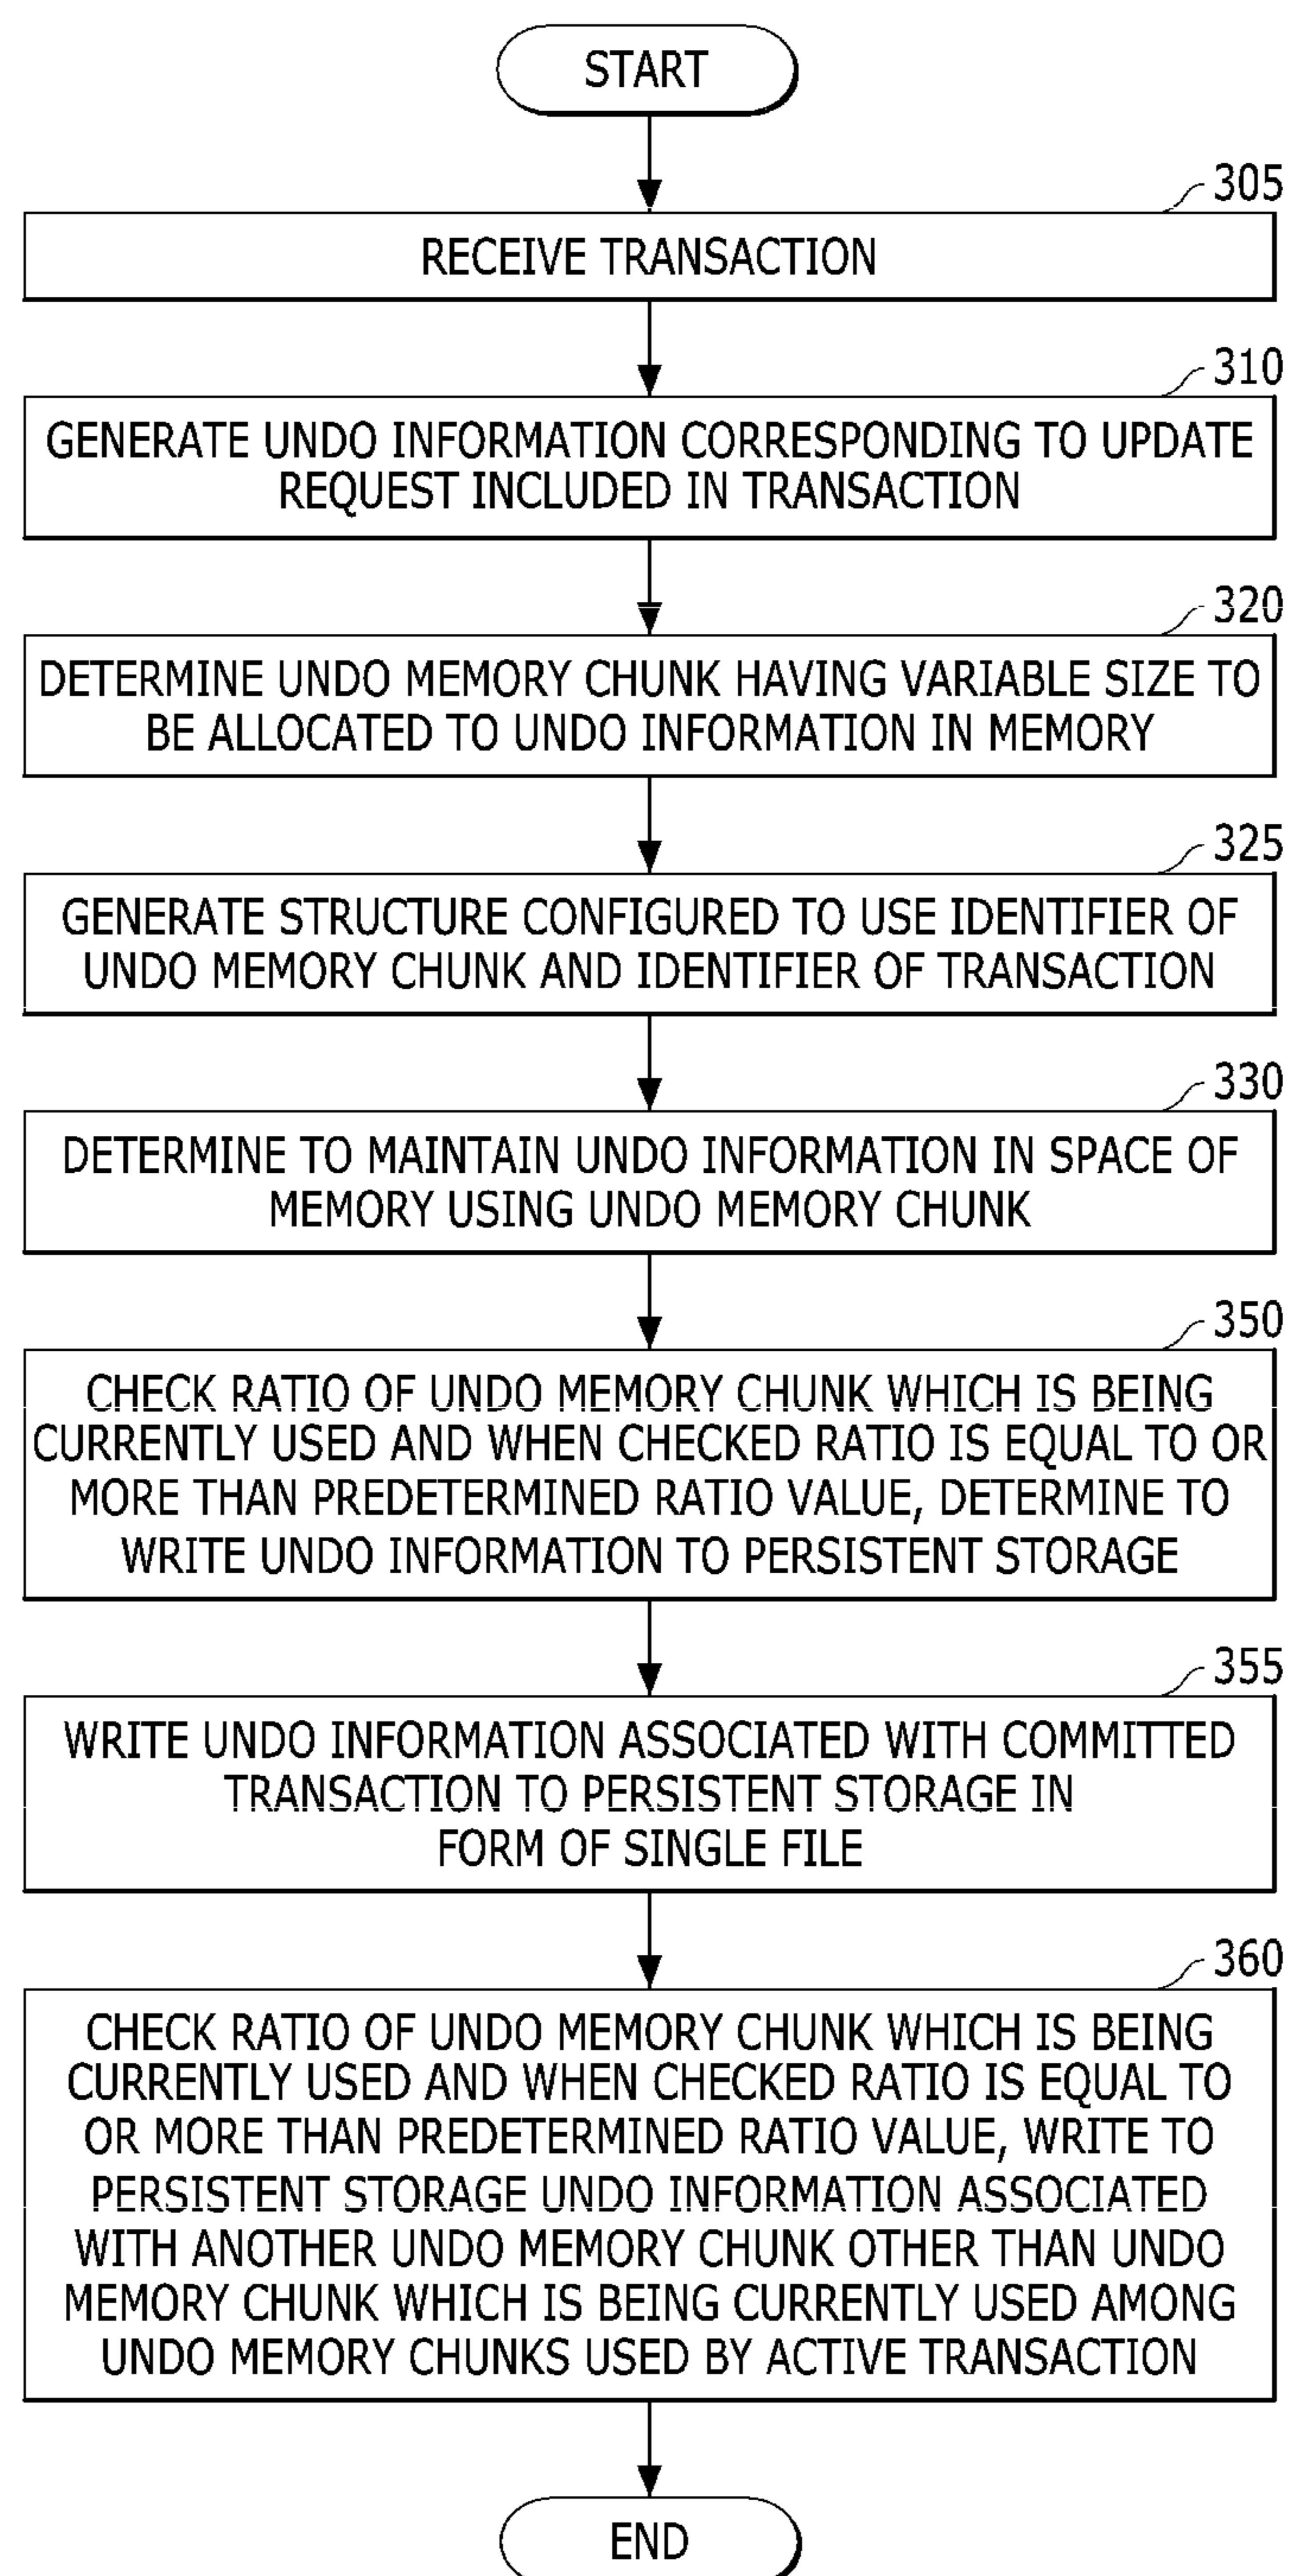 START
305
RECEIVE TRANSACTION
310
GENERATE UNDO INFORMATION CORRESPONDING TO UPDATE
REQUEST INCLUDED IN TRANSACTION
320
DETERMINE UNDO MEMORY CHUNK HAVING VARIABLE SIZE TO
BE ALLOCATED TO UNDO INFORMATION IN MEMORY
325
GENERATE STRUCTURE CONFIGURED TO USE IDENTIFIER OF
UNDO MEMORY CHUNK AND IDENTIFIER OF TRANSACTION
330
DETERMINE TO MAINTAIN UNDO INFORMATION IN SPACE OF
MEMORY USING UNDO MEMORY CHUNK
350
CHECK RATIO OF UNDO MEMORY CHUNK WHICH IS BEING
CURRENTLY USED AND WHEN CHECKED RATIO IS EQUAL TO OR
MORE THAN PREDETERMINED RATIO VALUE, DETERMINE TO
WRITE UNDO INFORMATION TO PERSISTENT STORAGE
355
WRITE UNDO INFORMATION ASSOCIATED WITH COMMITTED
TRANSACTION TO PERSISTENT STORAGE IN
FORM OF SINGLE FILE
360
CHECK RATIO OF UNDO MEMORY CHUNK WHICH IS BEING
CURRENTLY USED AND WHEN CHECKED RATIO IS EQUAL TO
OR MORE THAN PREDETERMINED RATIO VALUE, WRITE TO
PERSISTENT STORAGE UNDO INFORMATION ASSOCIATED
WITH ANOTHER UNDO MEMORY CHUNK OTHER THAN UNDO
MEMORY CHUNK WHICH IS BEING CURRENTLY USED AMONG
UNDO MEMORY CHUNKS USED BY ACTIVE TRANSACTION
END